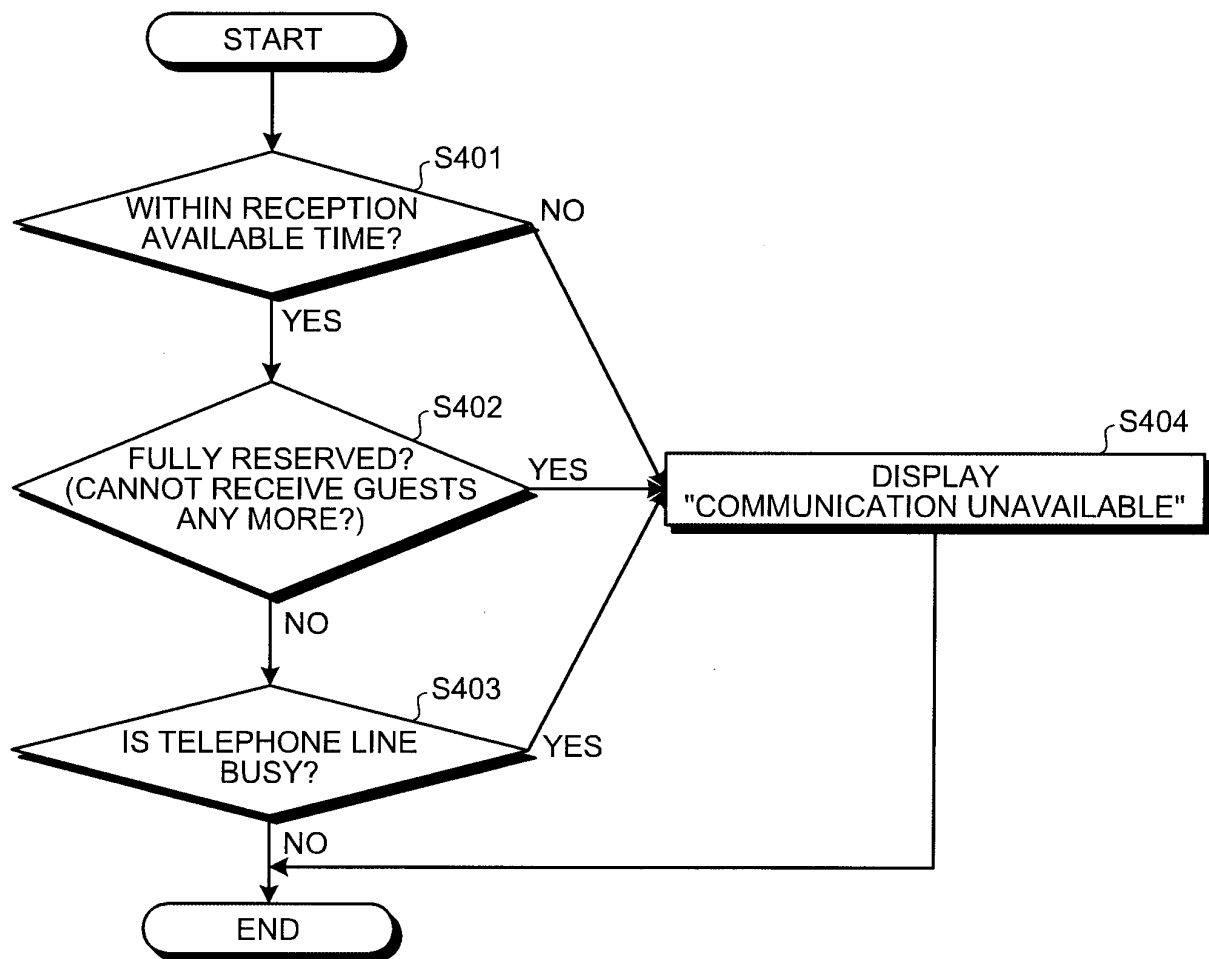 START
S401
WITHIN RECEPTION
AVAILABLE TIME?
NO
YES
S402
FULLY RESERVED?
(CANNOT RECEIVE GUESTS
ANY MORE?)
YES
S404
DISPLAY
"COMMUNICATION UNAVAILABLE"
NO
S403
IS TELEPHONE LINE
BUSY?
YES
NO
END